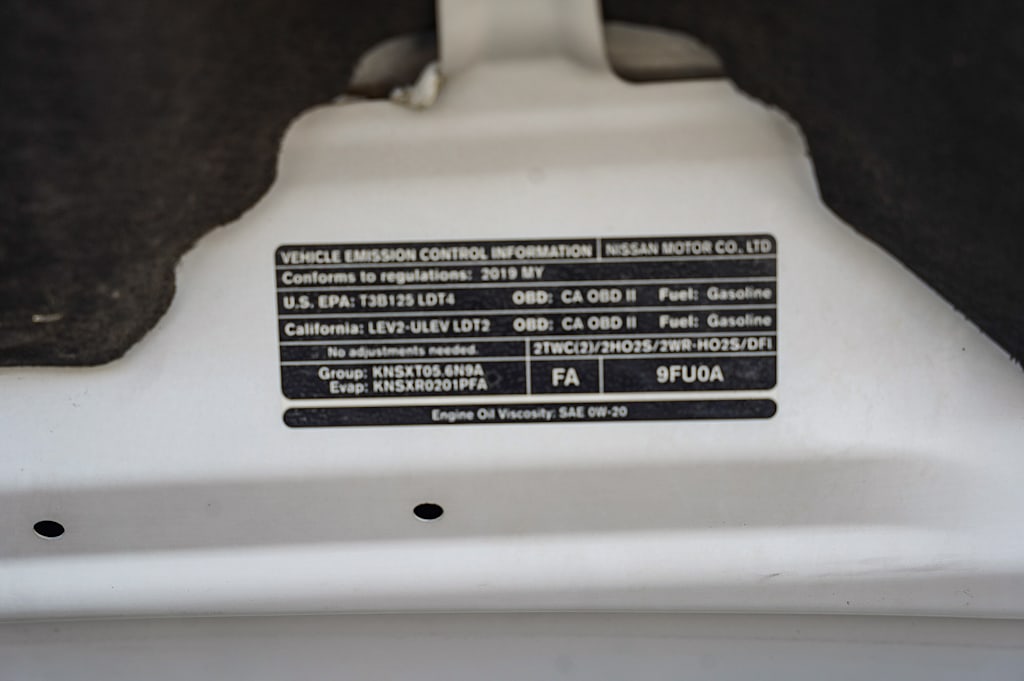 VEHICLE EMISSION CONTROL INFORMATION NISSAN MOTOR CO., LTD
Conforms to regulations: 2019 MY
U.S. EPA: T3B125 LDT4 OBD: CA OBD II Fuel: Gasoline
California: LEV2-ULEV LDT2 OBD: CA OBD II Fuel: Gasoline
No adjustments needed. 2TWC(2)/2HO2S/2WR-HO2S/DFI
Group: KNSXT05.6N9A
Evap: KNSXR0201PFA
FA 9FU0A
Engine Oil Viscosity: SAE 0W-20